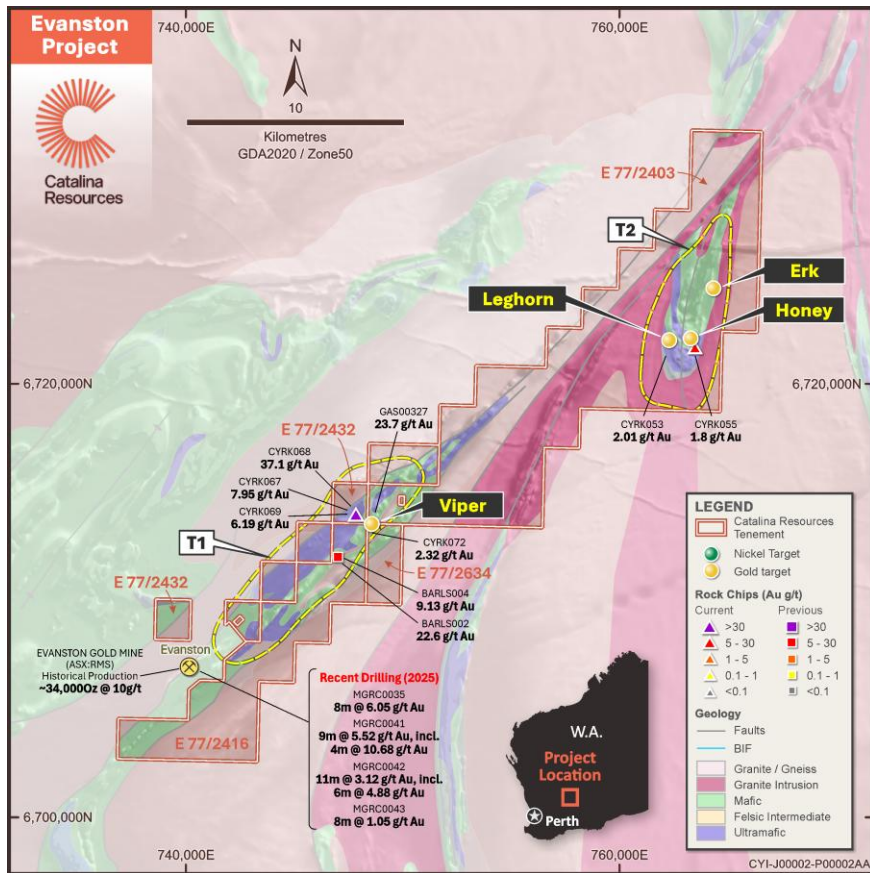 Evanston
Project
Catalina
Resources
740,000E
760,000E
N
10
Kilometres
GDA2020 / Zone50
E 77/2403
T2
Erk
Leghorn
Honey
6,720,000N
6,720,000N
CYRK053
2.01 g/t Au
CYRK055
1.8 g/t Au
GAS00327
23.7 g/t Au
E 77/2432
CYRK068
37.1 g/t Au
CYRK067
7.95 g/t Au
CYRK069
6.19 g/t Au
Viper
T1
CYRK072
2.32 g/t Au
E 77/2634
E 77/2432
BARLS004
9.13 g/t Au
BARLS002
22.6 g/t Au
Evanston
EVANSTON GOLD MINE
(ASX:RMS)
Historical Production
~34,000Oz @ 10g/t
E 77/2416
Recent Drilling (2025)
MGRC0035
8m @ 6.05 g/t Au
MGRC0041
9m @ 5.52 g/t Au, incl.
4m @ 10.68 g/t Au
MGRC0042
11m @ 3.12 g/t Au, incl.
6m @ 4.88 g/t Au
MGRC0043
8m @ 1.05 g/t Au
W.A.
Project
Location
Perth
LEGEND
Catalina Resources
Tenement
Nickel Target
Gold target
Rock Chips (Au g/t)
Current Previous
>30 >30
5 - 30 5 - 30
1 - 5 1 - 5
0.1 - 1 0.1 - 1
<0.1 <0.1
Geology
Faults
BIF
Granite / Gneiss
Granite Intrusion
Mafic
Felsic Intermediate
Ultramafic
6,700,000N
740,000E
760,000E
CYI-J00002-P00002AA